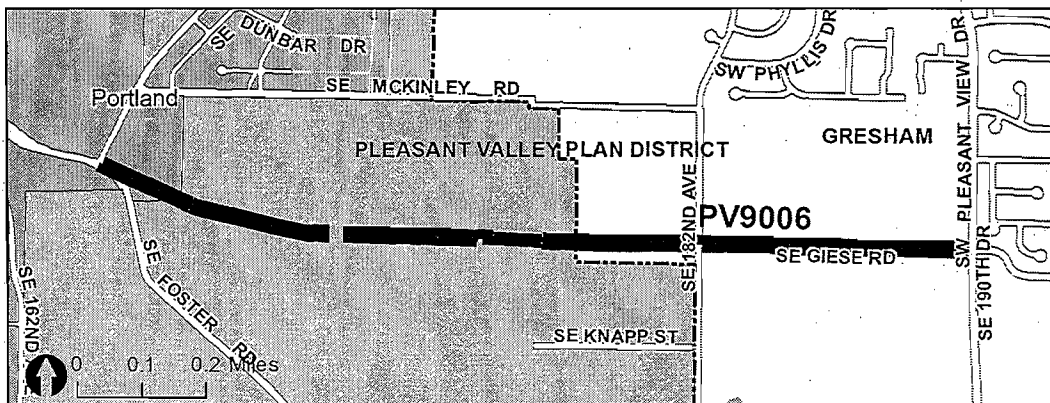 SE DUNBAR DR
SW PHYLLIS DR
SE MCKINLEY RD
Portland
PLEASANT VALLEY PLAN DISTRICT
GRESHAM
SW PLEASANT VIEW DR
SE 182ND AVE
PV9006
SE GIESE RD
SE 162ND
SE FOSTER RD
SE KNAPP ST
SE 190TH DR
0 0.1 0.2 Miles